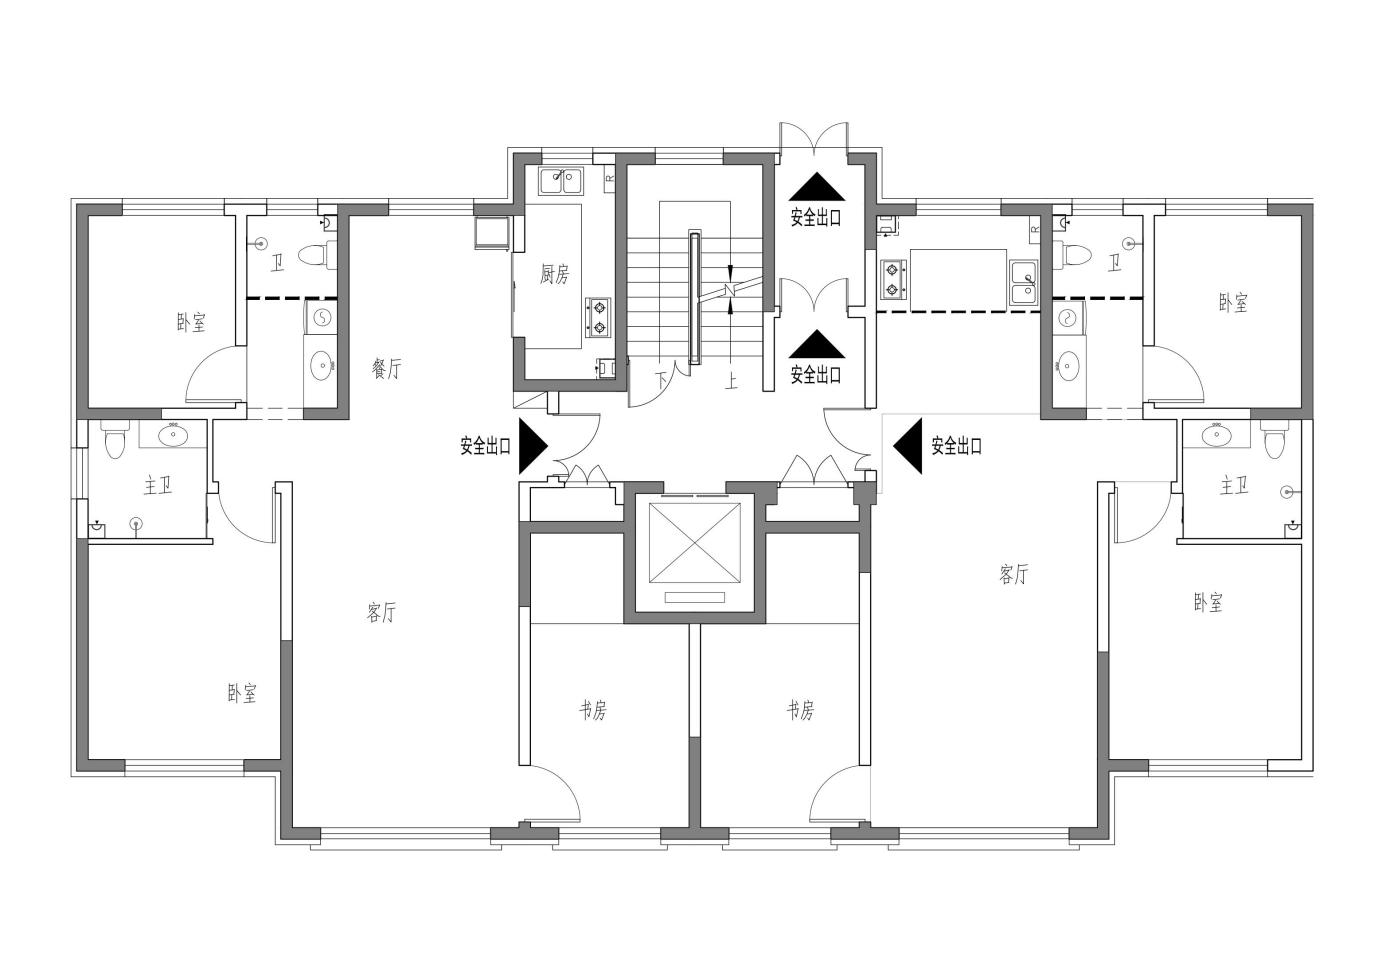 安全出口
卫
厨房
R
R
卫
卧室
卧室
餐厅
下
上
安全出口
安全出口
安全出口
主卫
主卫
客厅
卧室
客厅
卧室
书房
书房